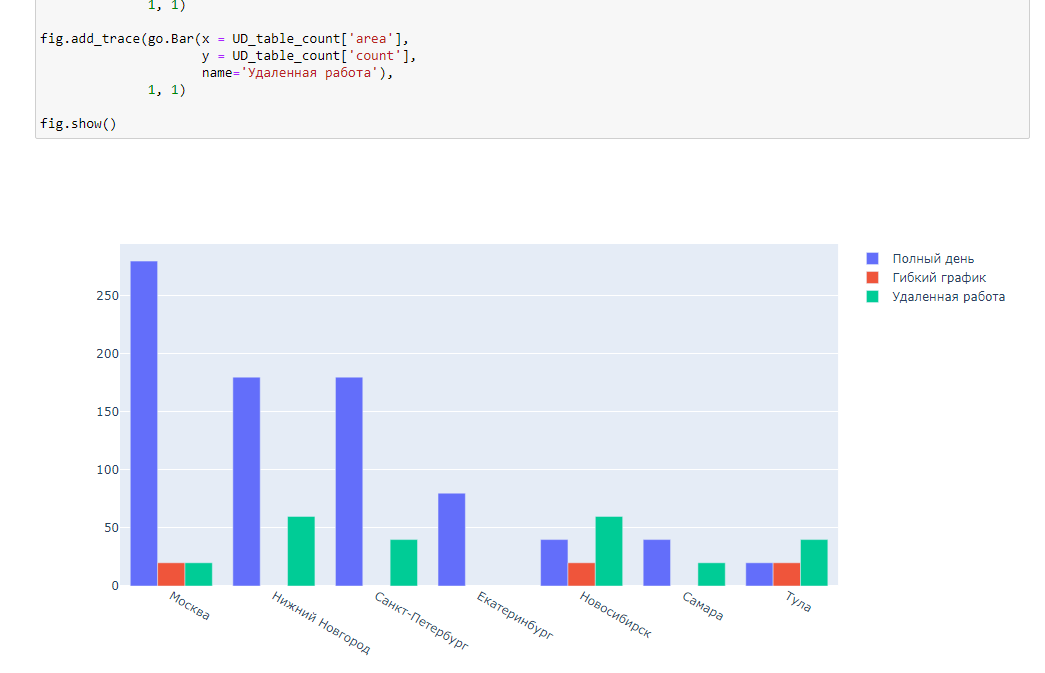 1, 1)
fig.add_trace(go.Bar(x = UD_table_count['area'],
y = UD_table_count['count'],
name='Удаленная работа'),
1, 1)
fig.show()
Полный день
Гибкий график
Удаленная работа
250
200
150
100
50
0
Москва
Нижний Новгород
Санкт-Петербург
Екатеринбург
Новосибирск
Самара
Тула